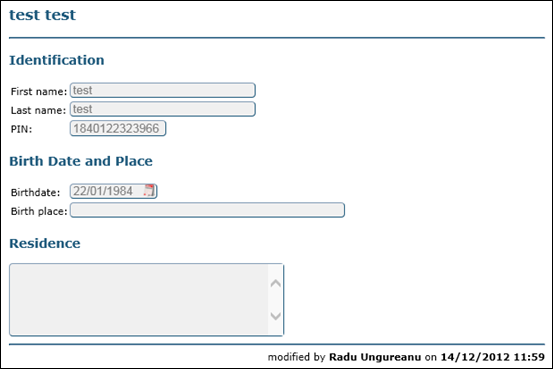 test test
Identification
First name: test
Last name: test
PIN: 1840122323966
Birth Date and Place
Birthdate: 22/01/1984
Birth place:
Residence
modified by Radu Ungureanu on 14/12/2012 11:59